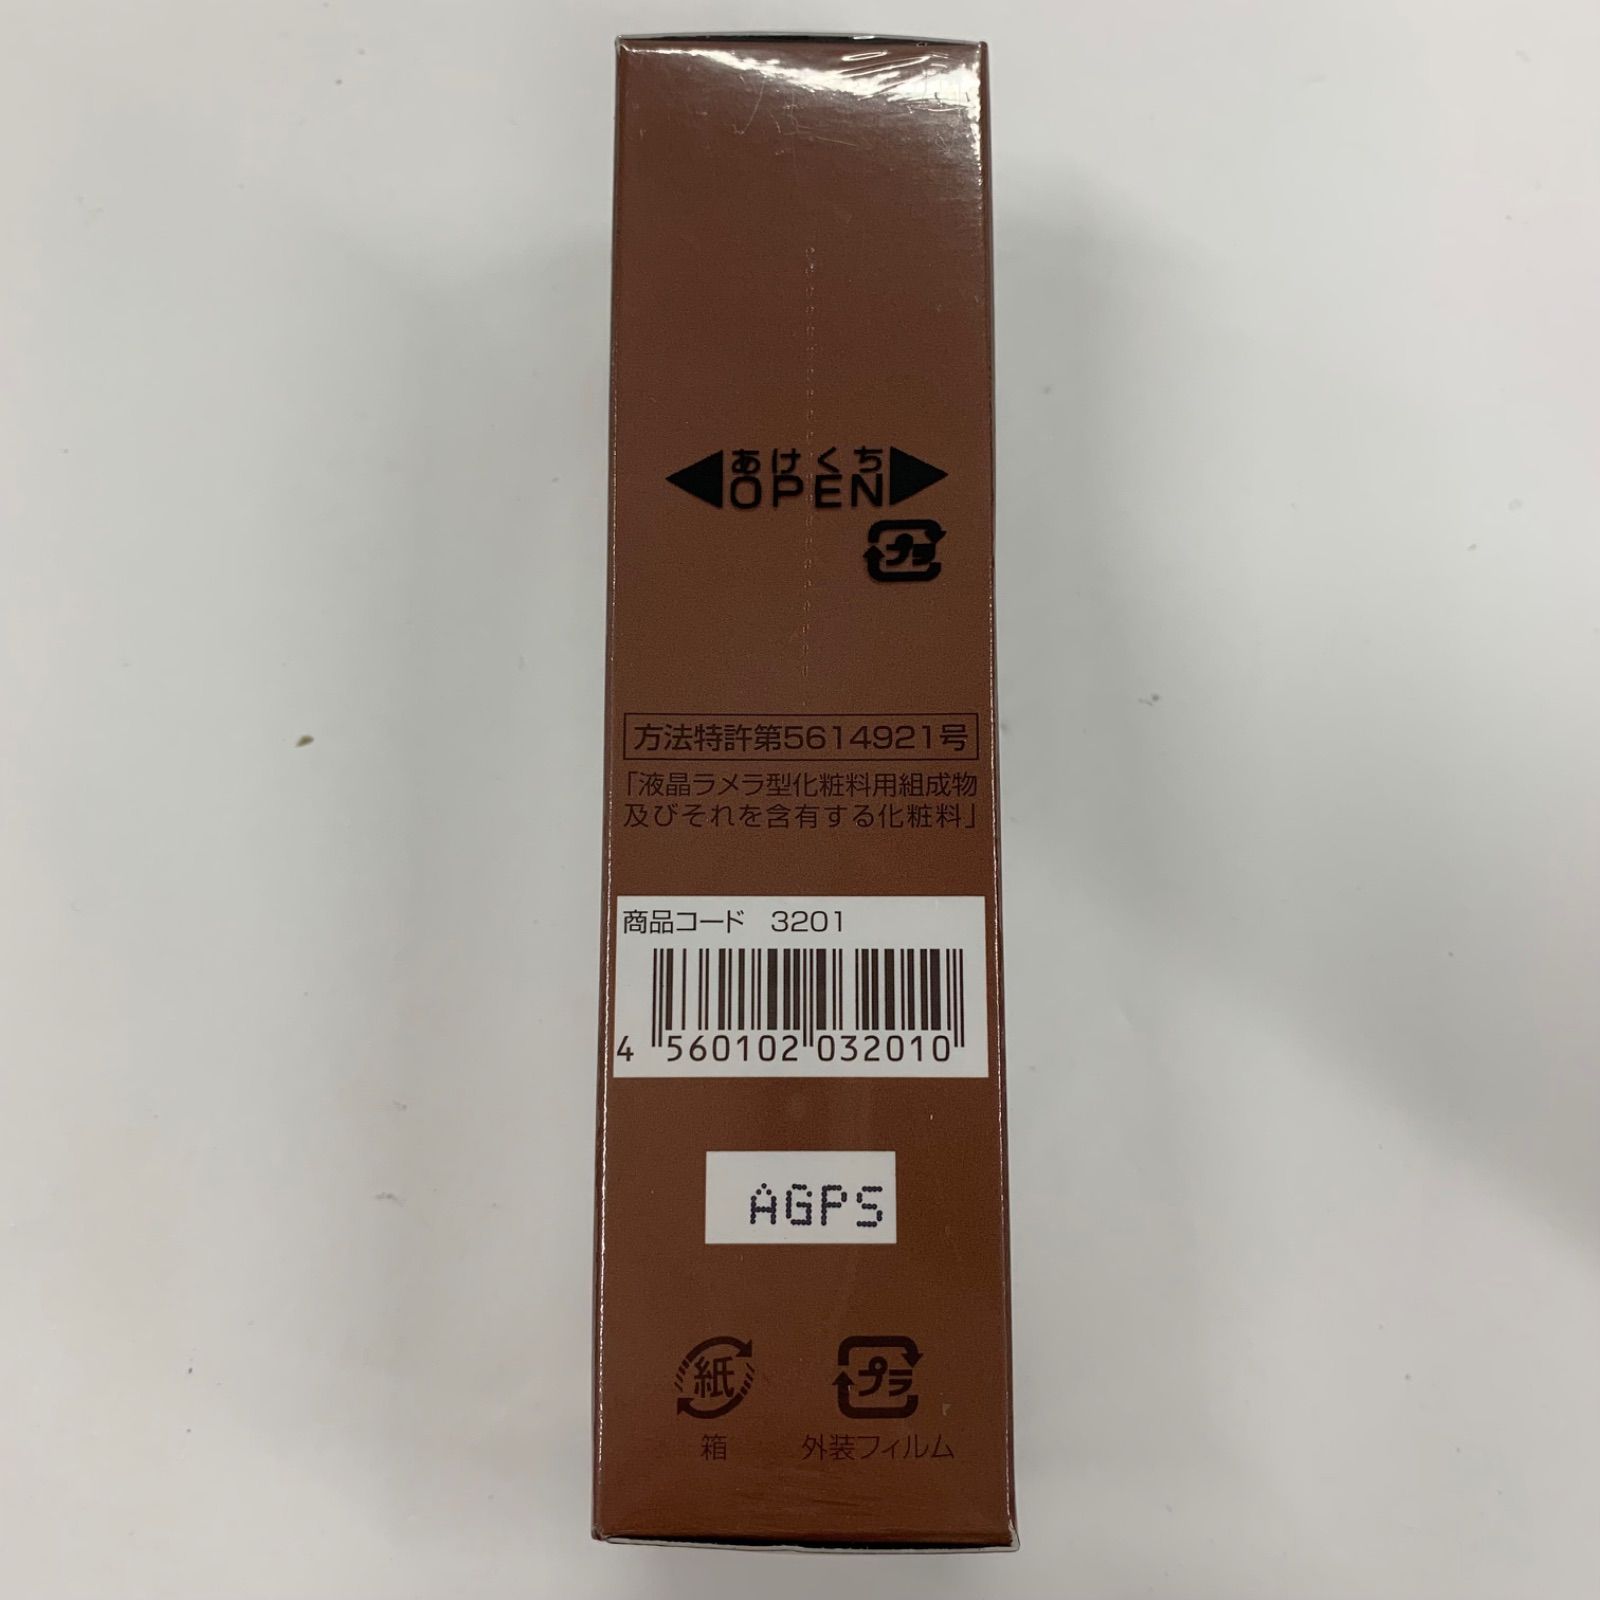 あけくち
OPEN
プラ
方法特許第5614921号
「液晶ラメラ型化粧料用組成物
及びそれを含有する化粧料」
商品コード 3201
4 560102 032010
AGPS
紙 プラ
箱 外装フィルム